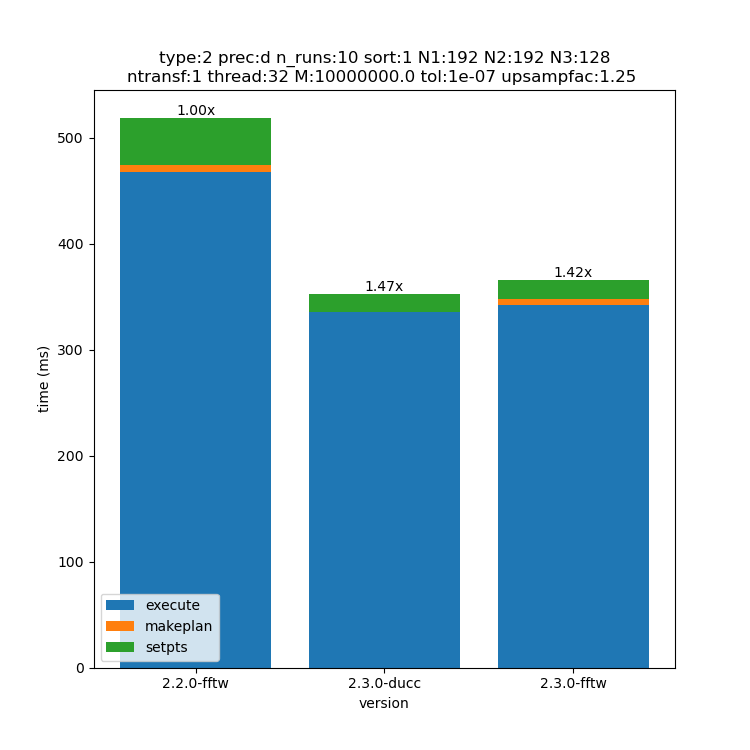 type:2 prec:d n_runs:10 sort:1 N1:192 N2:192 N3:128
ntransf:1 thread:32 M:10000000.0 tol:1e-07 upsampfac:1.25
1.00x
1.47x
1.42x
500
400
300
200
100
0
time (ms)
execute
makeplan
setpts
2.2.0-fftw
2.3.0-ducc
2.3.0-fftw
version